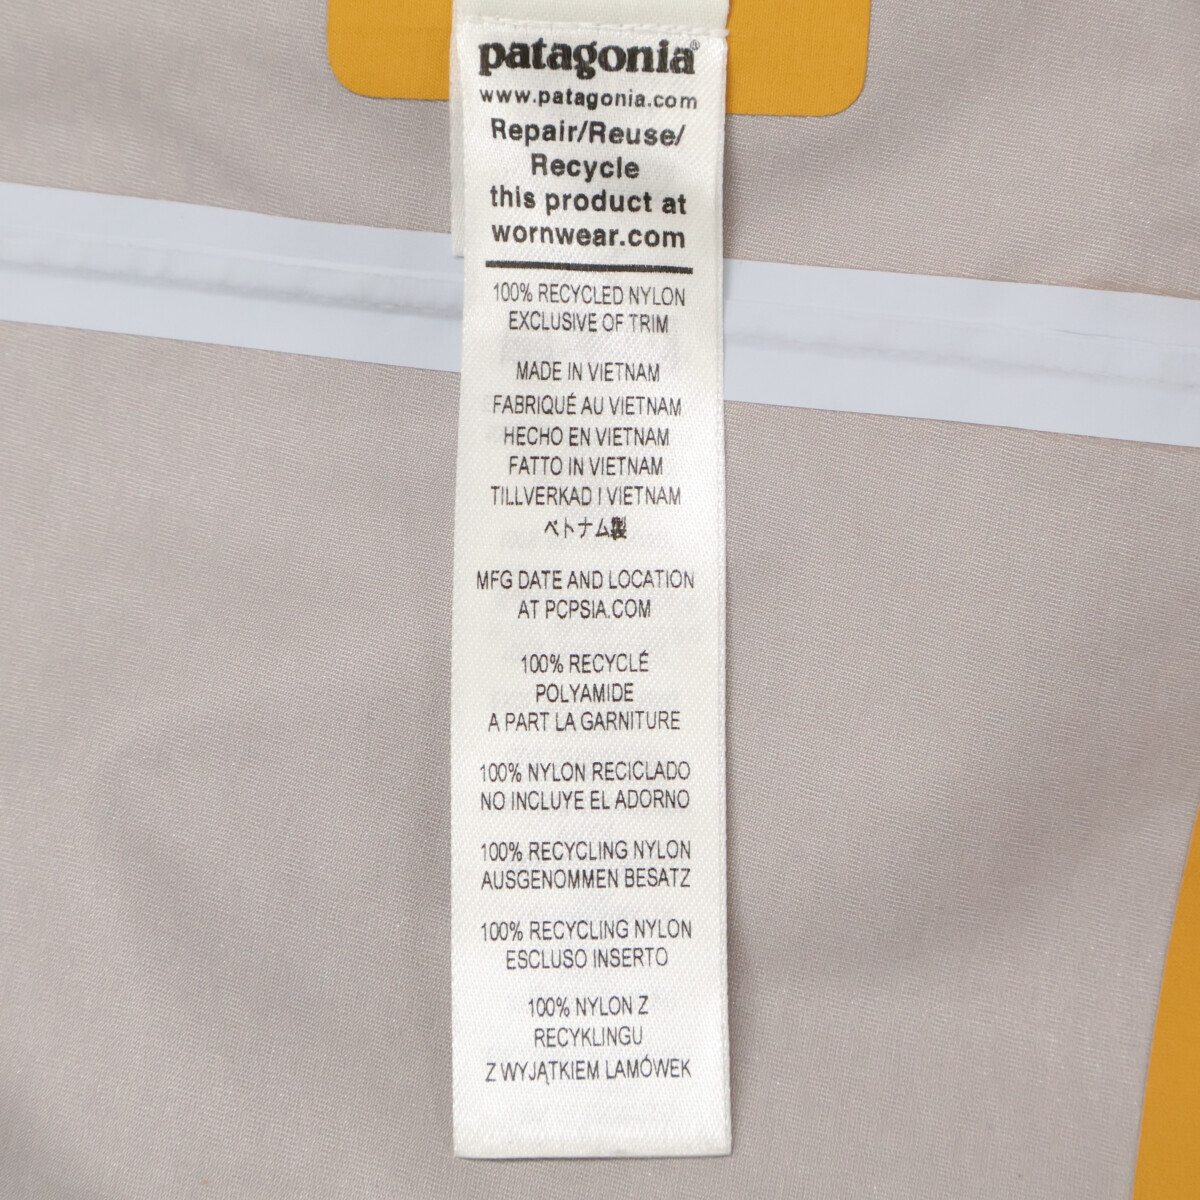 patagonia®
www.patagonia.com
Repair/Reuse/
Recycle
this product at
wornwear.com
100% RECYCLED NYLON
EXCLUSIVE OF TRIM
MADE IN VIETNAM
FABRIQUÉ AU VIETNAM
HECHO EN VIETNAM
FATTO IN VIETNAM
TILLVERKAD I VIETNAM
ベトナム製
MFG DATE AND LOCATION
AT PCPSIA.COM
100% RECYCLÉ
POLYAMIDE
A PART LA GARNITURE
100% NYLON RECICLADO
NO INCLUYE EL ADORNO
100% RECYCLING NYLON
AUSGENOMMEN BESATZ
100% RECYCLING NYLON
ESCLUSO INSERTO
100% NYLON Z
RECYKLINGU
Z WYJĄTKIEM LAMÓWEK